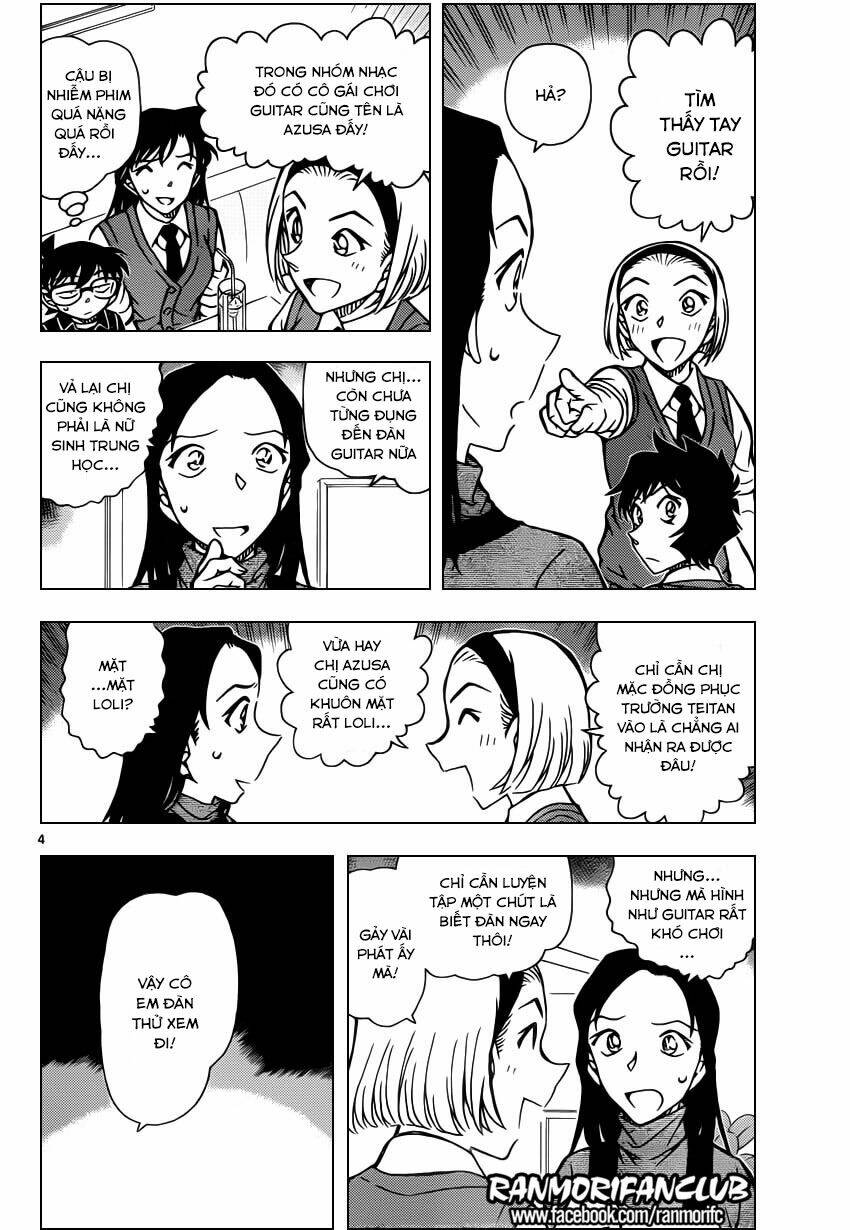 TÌM
THẤY TAY
GUITAR
RỒI!
HẢ?
TRONG NHÓM NHẠC
ĐÓ CÓ CÔ GÁI CHƠI
GUITAR CŨNG TÊN LÀ
AZUSA ĐẤY!
CẬU BỊ
NHIỄM PHIM
QUÁ NẶNG
QUÁ RỒI
ĐẤY...
NHƯNG CHỊ...
CÒN CHƯA
TỪNG ĐỤNG
ĐẾN ĐÀN
GUITAR NỮA
VẢ LẠI CHỊ
CŨNG KHÔNG
PHẢI LÀ NỮ
SINH TRUNG
HỌC...
CHỈ CẦN CHỊ
MẶC ĐỒNG PHỤC
TRƯỜNG TEITAN
VÀO LÀ CHẲNG AI
NHẬN RA ĐƯỢC
ĐÂU!
VỪA HAY
CHỊ AZUSA
CŨNG CÓ
KHUÔN MẶT
RẤT LOLI...
MẶT
...MẶT
LOLI?
4
NHƯNG...
NHƯNG MÀ HÌNH
NHƯ GUITAR RẤT
KHÓ CHƠI
...
CHỈ CẦN LUYỆN
TẬP MỘT CHÚT LÀ
BIẾT ĐÀN NGAY
THÔI!
GẢY VÀI
PHÁT ẤY
MÀ!
VẬY CÔ
EM ĐÀN
THỬ XEM
ĐI!
RANMORIFANCLUB
www.facebook.com/ranmorifc